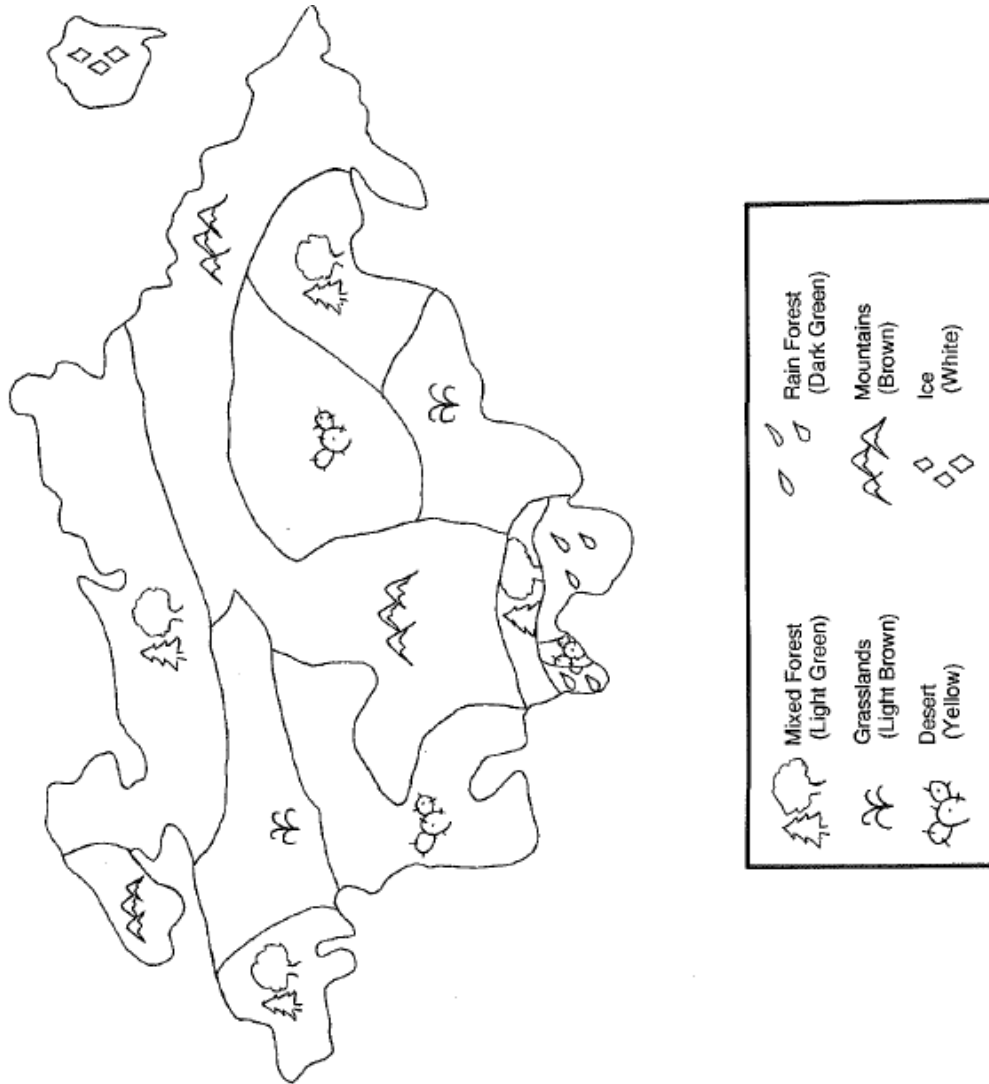 Mixed Forest
(Light Green)
Grasslands
(Light Brown)
Desert
(Yellow)
Rain Forest
(Dark Green)
Mountains
(Brown)
Ice
(White)